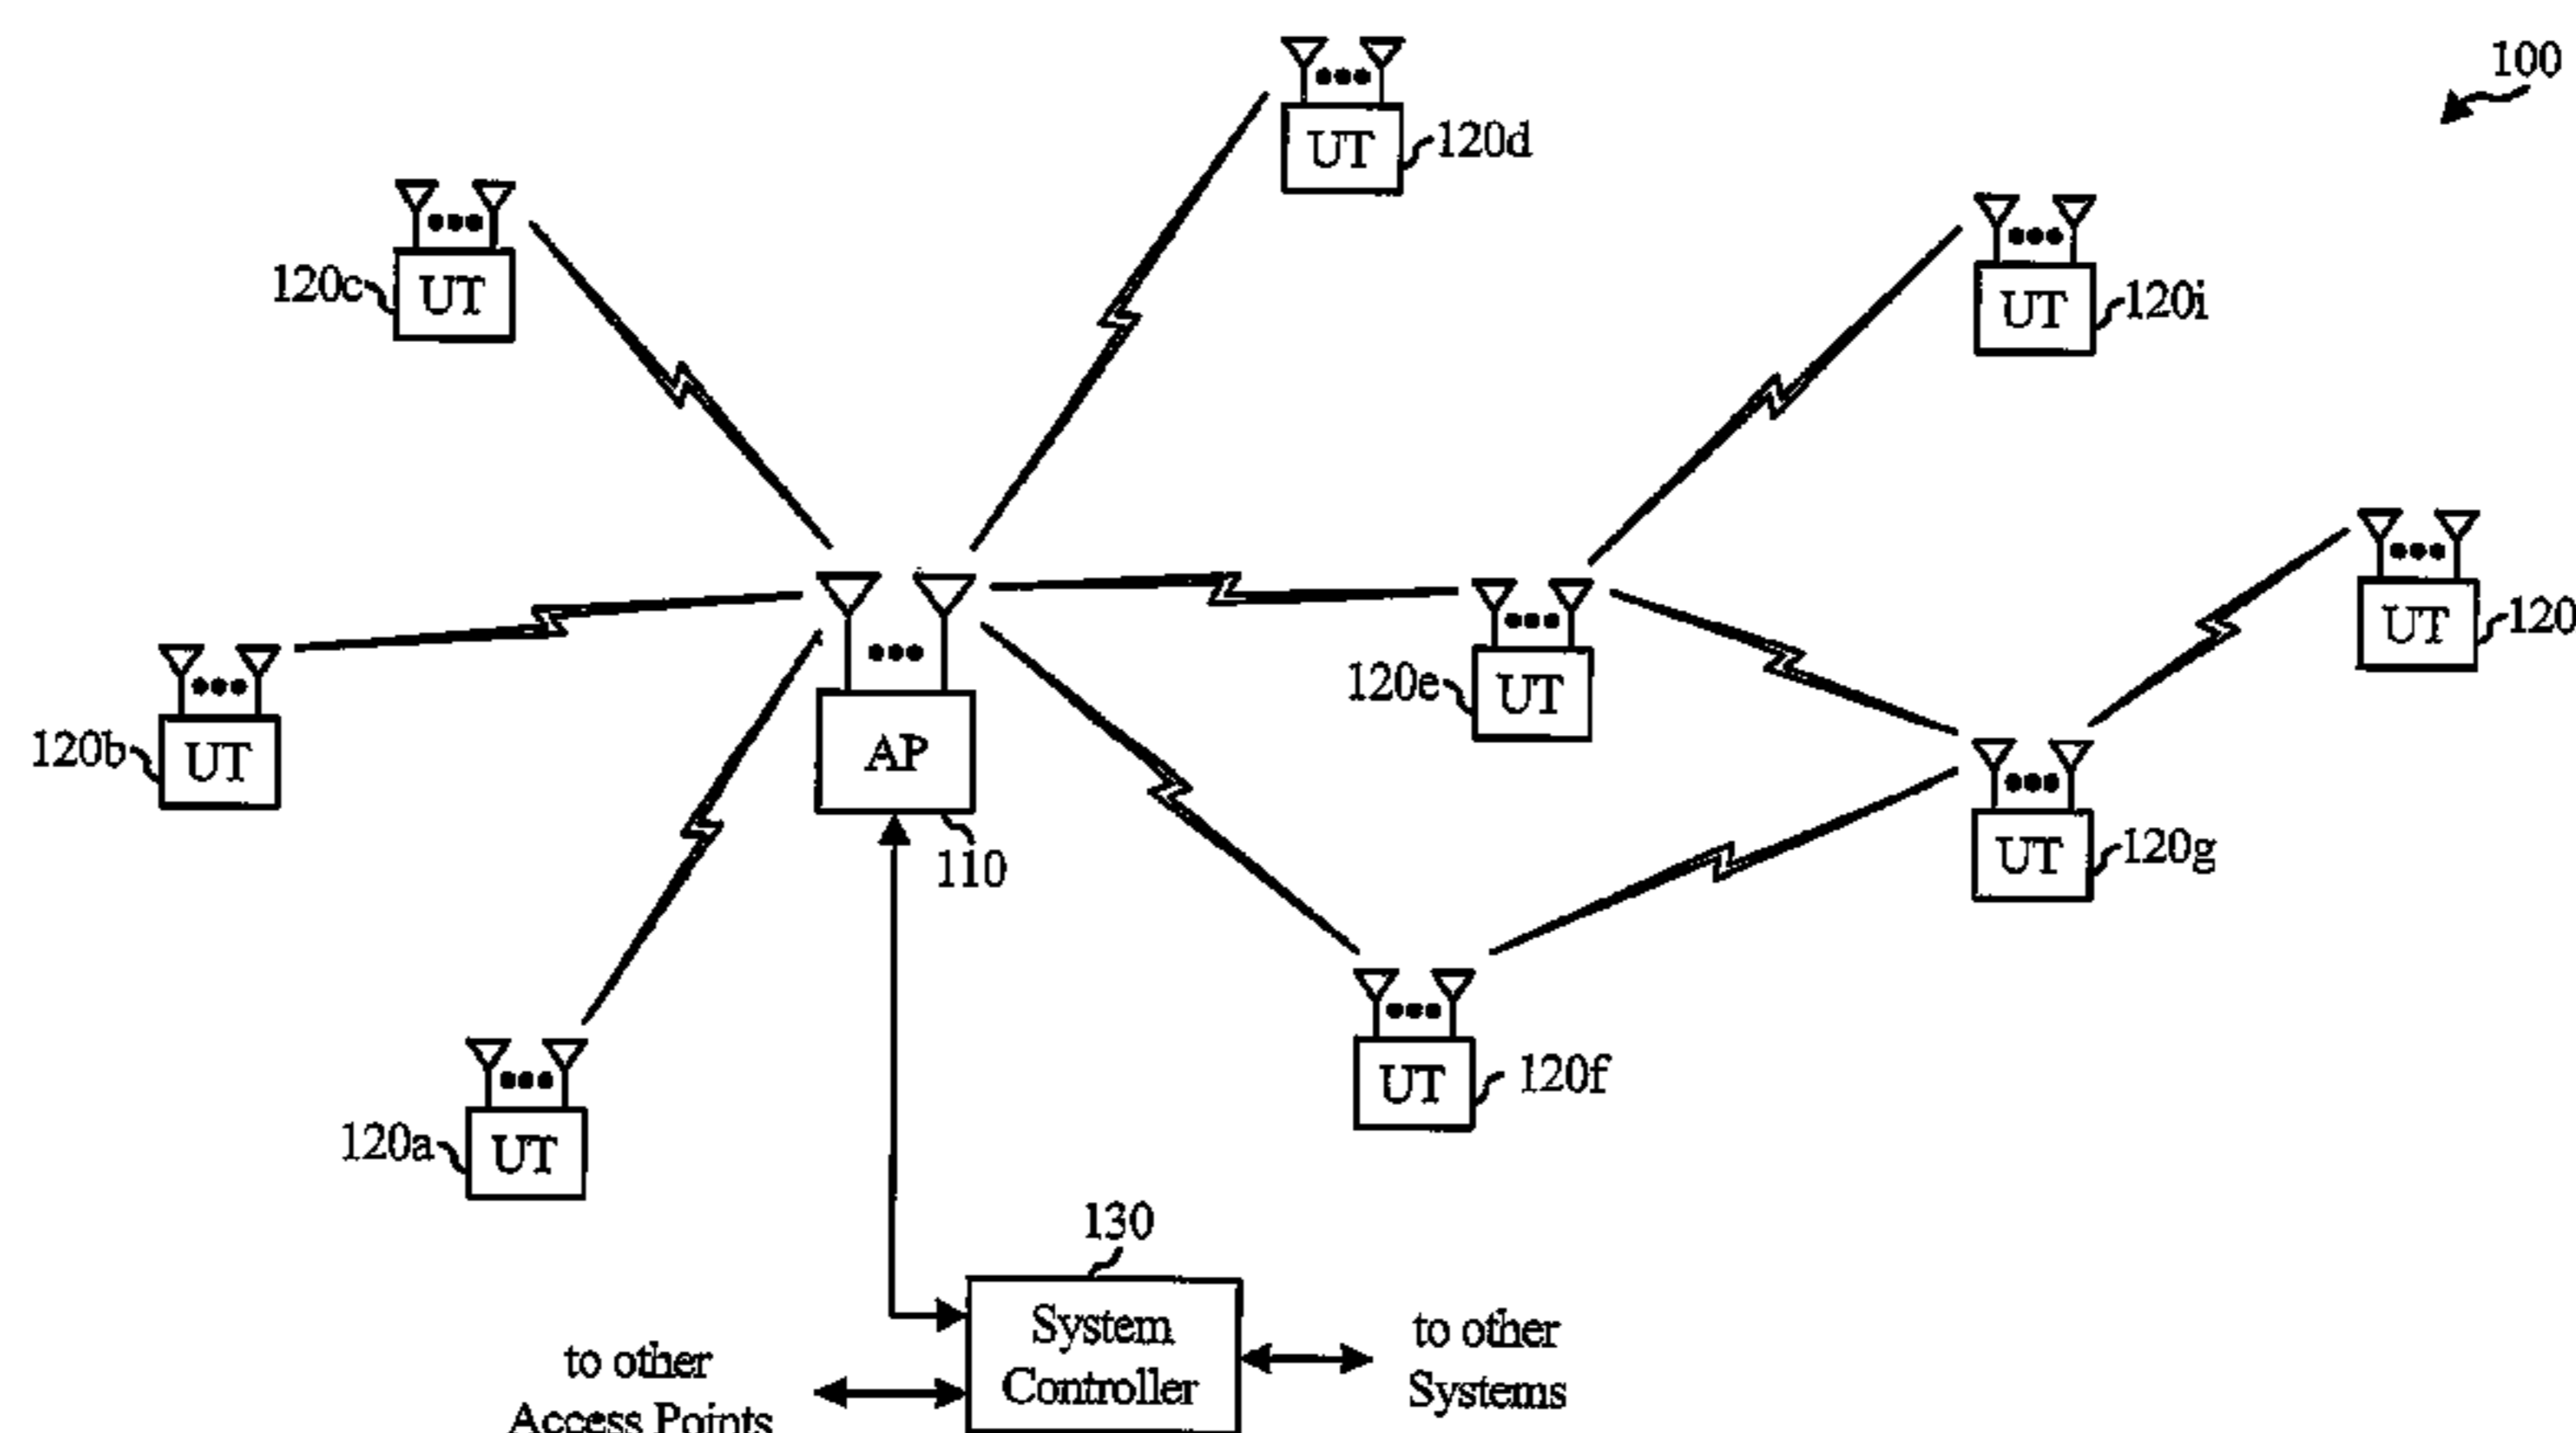 100
UT
120d
UT
120c
UT
120i
UT
120
UT
120e
UT
120b
AP
110
UT
120g
UT
120f
UT
120a
130
System
Controller
to other
Access Points
to other
Systems